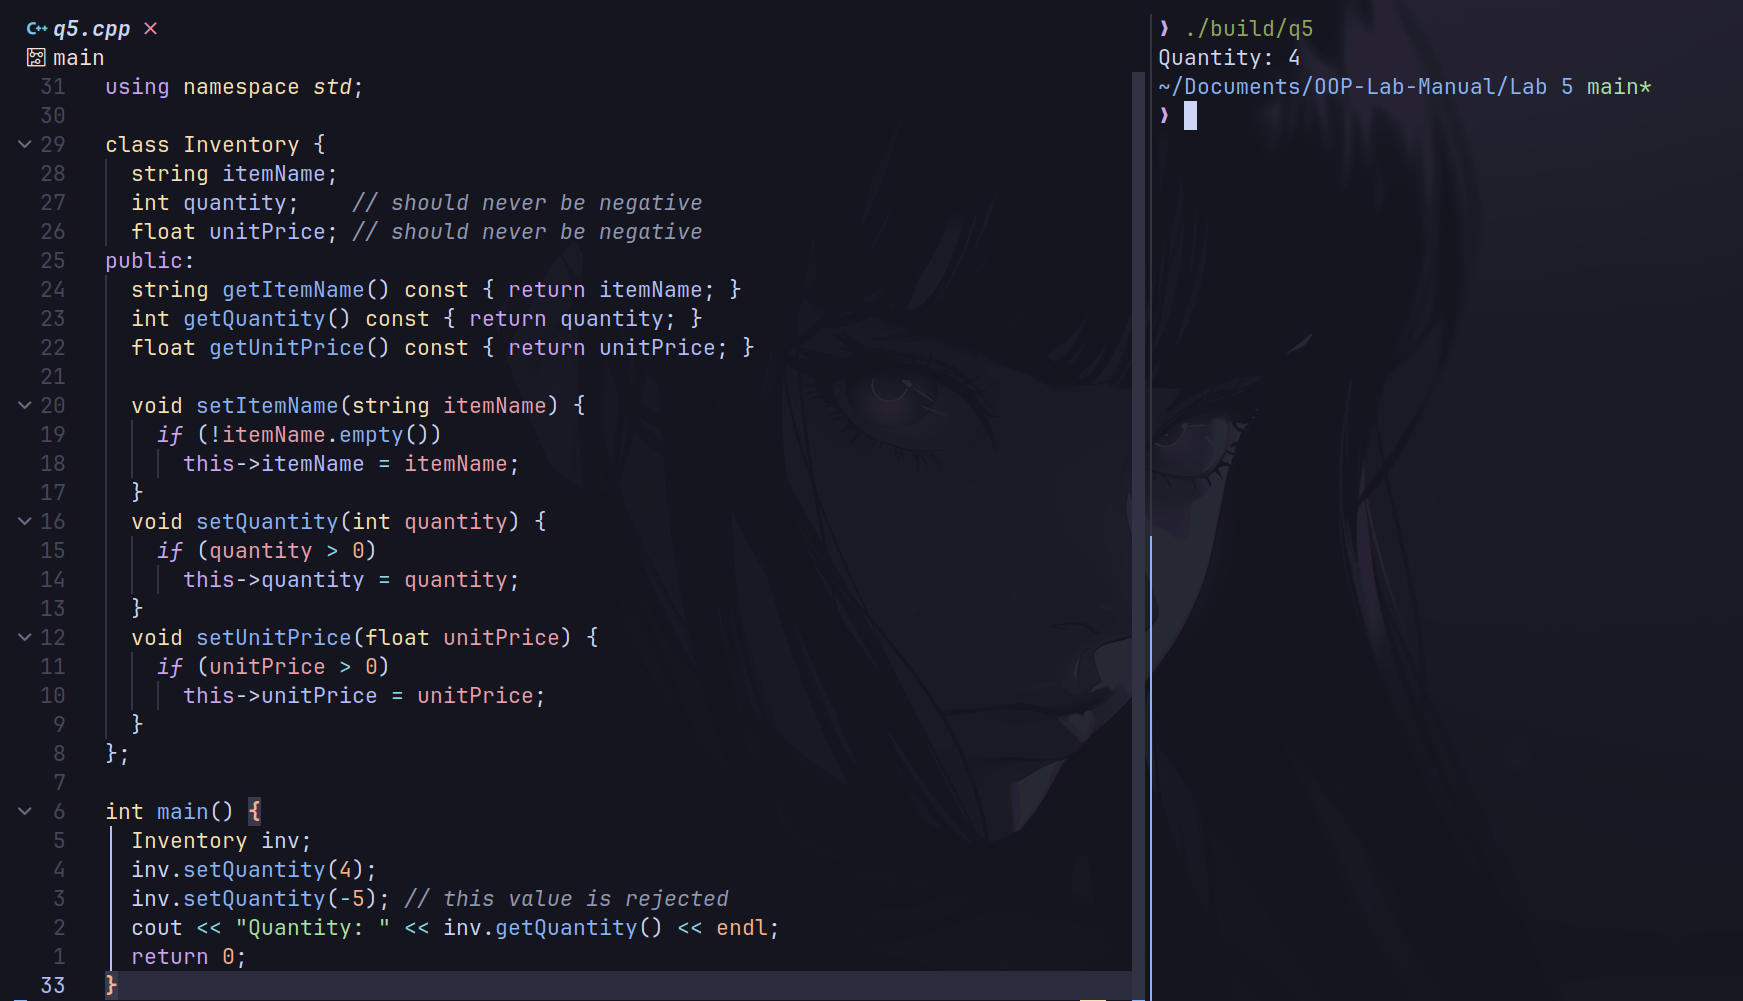 C++ q5.cpp ×
main
31 using namespace std;
30
29 class Inventory {
28 string itemName;
27 int quantity;    // should never be negative
26 float unitPrice; // should never be negative
25 public:
24 string getItemName() const { return itemName; }
23 int getQuantity() const { return quantity; }
22 float getUnitPrice() const { return unitPrice; }
21
20 void setItemName(string itemName) {
19 if (!itemName.empty())
18 this->itemName = itemName;
17 }
16 void setQuantity(int quantity) {
15 if (quantity > 0)
14 this->quantity = quantity;
13 }
12 void setUnitPrice(float unitPrice) {
11 if (unitPrice > 0)
10 this->unitPrice = unitPrice;
9 }
8 };
7
6 int main() {
5 Inventory inv;
4 inv.setQuantity(4);
3 inv.setQuantity(-5); // this value is rejected
2 cout << "Quantity: " << inv.getQuantity() << endl;
1 return 0;
33 }
❯ ./build/q5
Quantity: 4
~/Documents/OOP-Lab-Manual/Lab 5 main*
❯